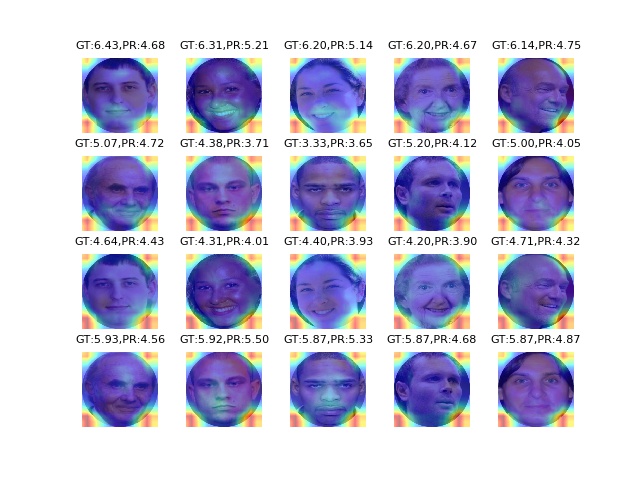 GT:6.43,PR:4.68 GT:6.31,PR:5.21 GT:6.20,PR:5.14 GT:6.20,PR:4.67 GT:6.14,PR:4.75
GT:5.07,PR:4.72 GT:4.38,PR:3.71 GT:3.33,PR:3.65 GT:5.20,PR:4.12 GT:5.00,PR:4.05
GT:4.64,PR:4.43 GT:4.31,PR:4.01 GT:4.40,PR:3.93 GT:4.20,PR:3.90 GT:4.71,PR:4.32
GT:5.93,PR:4.56 GT:5.92,PR:5.50 GT:5.87,PR:5.33 GT:5.87,PR:4.68 GT:5.87,PR:4.87